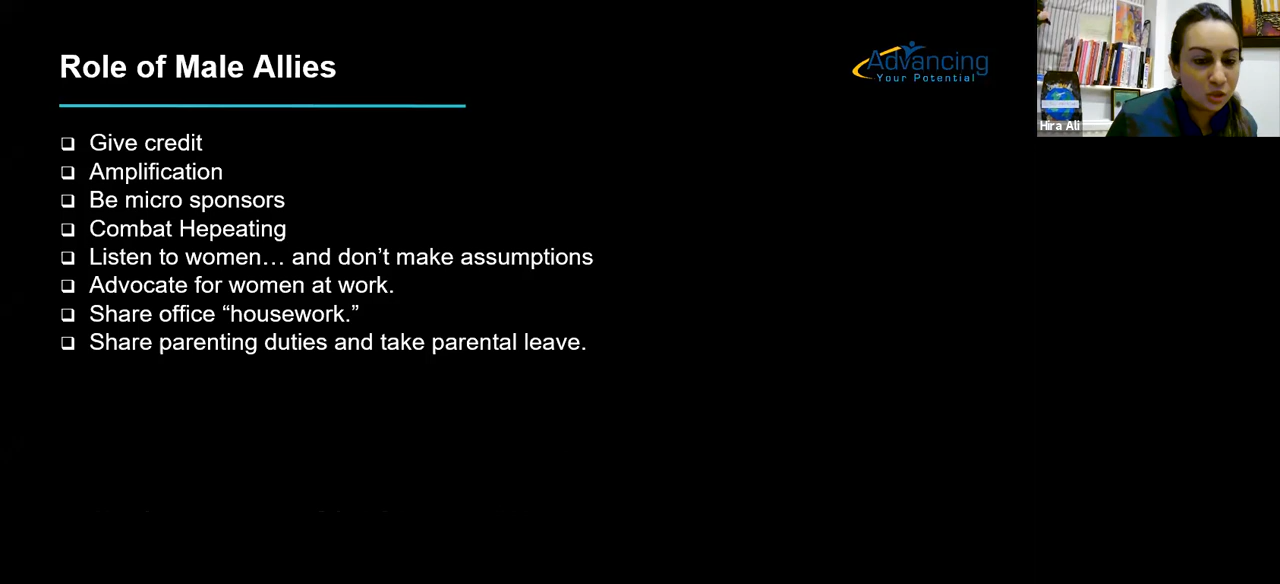 Role of Male Allies
Advancing
Your Potential
Hira Ali
Give credit
Amplification
Be micro sponsors
Combat Hepeating
Listen to women… and don’t make assumptions
Advocate for women at work.
Share office “housework.”
Share parenting duties and take parental leave.